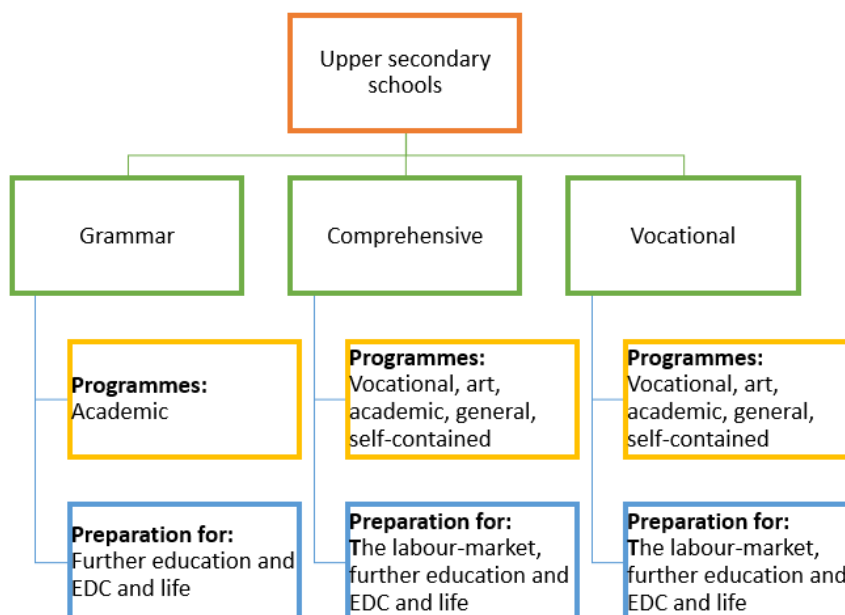 Upper secondary
schools
Grammar
Comprehensive
Vocational
Programmes:
Academic
Programmes:
Vocational, art,
academic, general,
self-contained
Programmes:
Vocational, art,
academic, general,
self-contained
Preparation for:
Further education and
EDC and life
Preparation for:
The labour-market,
further education and
EDC and life
Preparation for:
The labour-market,
further education and
EDC and life